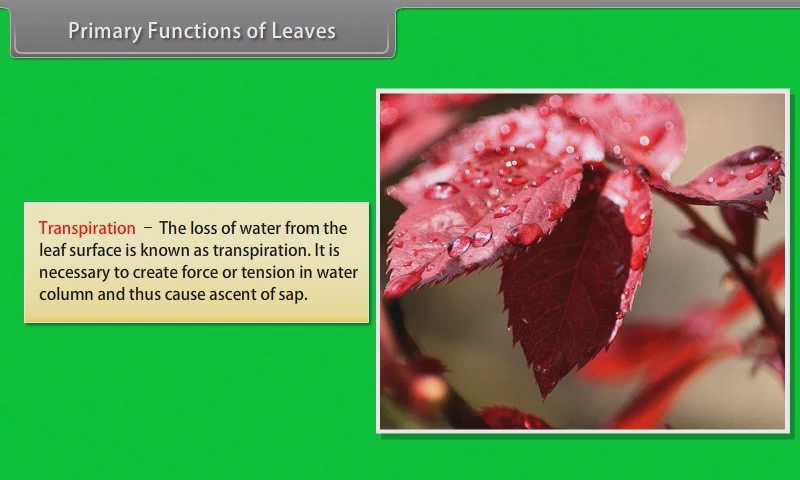 Primary Functions of Leaves
Transpiration – The loss of water from the
leaf surface is known as transpiration. It is
necessary to create force or tension in water
column and thus cause ascent of sap.